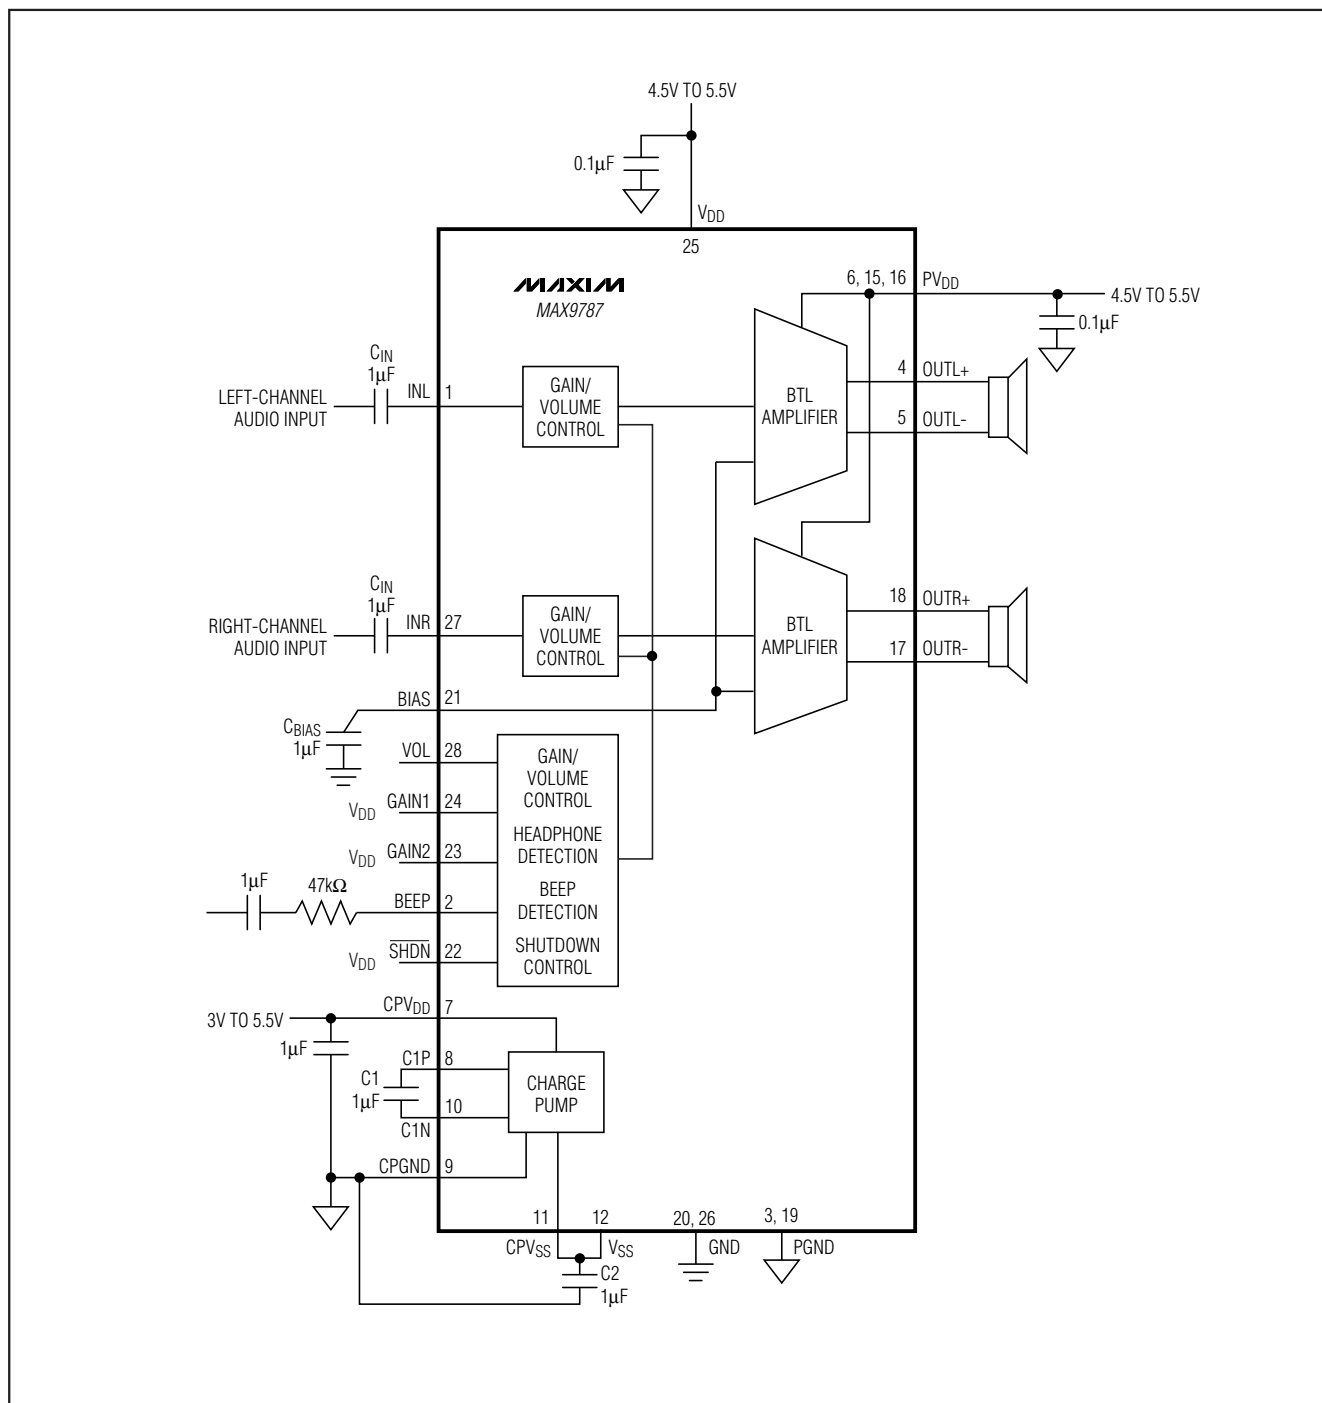 4.5V TO 5.5V
0.1µF
VDD
25
MAXIM
MAX9787
6, 15, 16
PVDD
4.5V TO 5.5V
0.1µF
CIN
1µF
LEFT-CHANNEL
AUDIO INPUT
INL
1
GAIN/
VOLUME
CONTROL
BTL
AMPLIFIER
4
OUTL+
5
OUTL-
CIN
1µF
RIGHT-CHANNEL
AUDIO INPUT
INR
27
GAIN/
VOLUME
CONTROL
BTL
AMPLIFIER
18
OUTR+
17
OUTR-
BIAS
21
CBIAS
1µF
VOL
28
GAIN/
VOLUME
CONTROL
VDD
GAIN1
24
HEADPHONE
DETECTION
VDD
GAIN2
23
1µF
47kΩ
BEEP
2
BEEP
DETECTION
VDD
SHDN
22
SHUTDOWN
CONTROL
3V TO 5.5V
CPVDD
7
1µF
C1P
8
C1
1µF
10
C1N
CHARGE
PUMP
CPGND
9
11
12
20, 26
3, 19
CPVSS
VSS
GND
PGND
C2
1µF